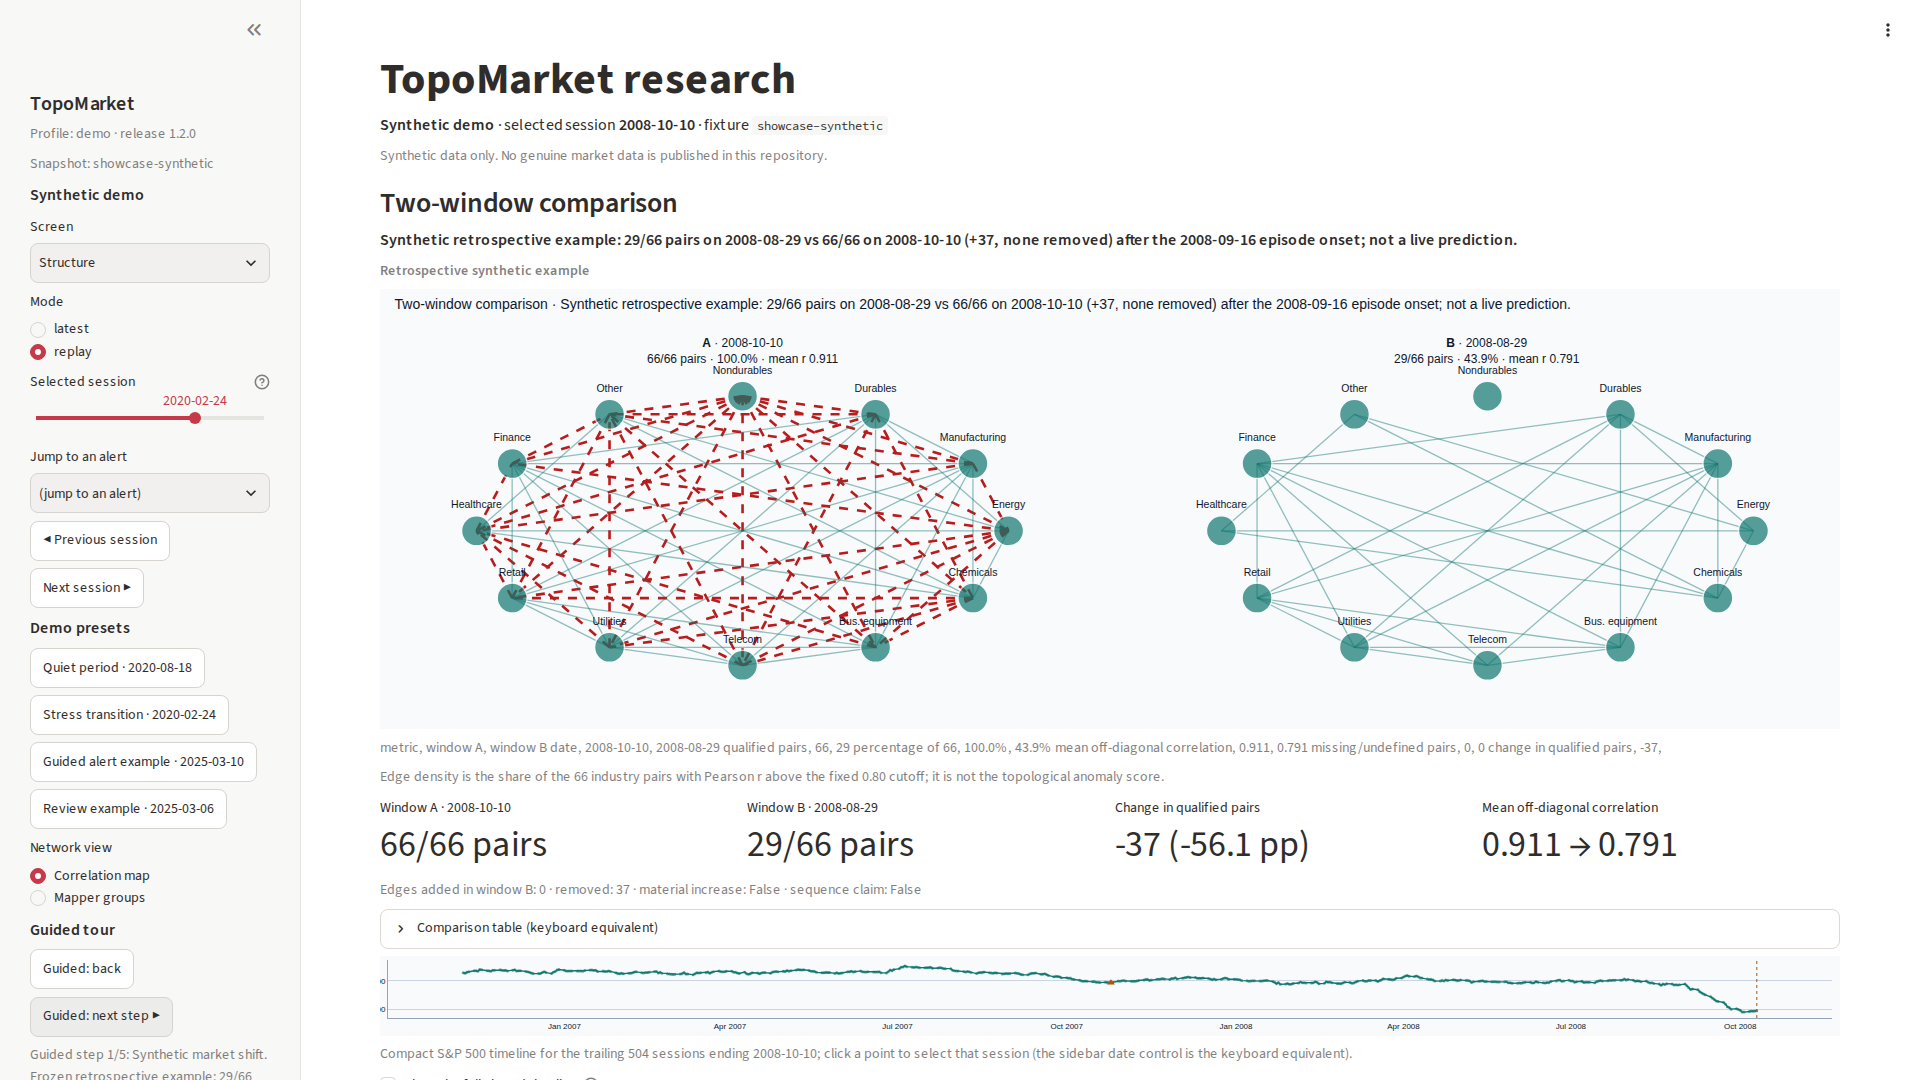 TopoMarket
Profile: demo · release 1.2.0
Snapshot: showcase-synthetic
Synthetic demo
Screen
Structure
Mode
latest
replay
Selected session
2020-02-24
Jump to an alert
(jump to an alert)
◂ Previous session
Next session ▸
Demo presets
Quiet period · 2020-08-18
Stress transition · 2020-02-24
Guided alert example · 2025-03-10
Review example · 2025-03-06
Network view
Correlation map
Mapper groups
Guided tour
Guided: back
Guided: next step ▸
Guided step 1/5: Synthetic market shift.
Frozen retrospective example: 29/66
TopoMarket research
Synthetic demo · selected session 2008-10-10 · fixture showcase-synthetic
Synthetic data only. No genuine market data is published in this repository.
Two-window comparison
Synthetic retrospective example: 29/66 pairs on 2008-08-29 vs 66/66 on 2008-10-10 (+37, none removed) after the 2008-09-16 episode onset; not a live prediction.
Retrospective synthetic example
Two-window comparison · Synthetic retrospective example: 29/66 pairs on 2008-08-29 vs 66/66 on 2008-10-10 (+37, none removed) after the 2008-09-16 episode onset; not a live prediction.
A · 2008-10-10
66/66 pairs · 100.0% · mean r 0.911
Nondurables
Other
Durables
Finance
Manufacturing
Healthcare
Energy
Retail
Chemicals
Utilities
Bus. equipment
Telecom
B · 2008-08-29
29/66 pairs · 43.9% · mean r 0.791
Nondurables
Other
Durables
Finance
Manufacturing
Healthcare
Energy
Retail
Chemicals
Utilities
Bus. equipment
Telecom
metric, window A, window B date, 2008-10-10, 2008-08-29 qualified pairs, 66, 29 percentage of 66, 100.0%, 43.9% mean off-diagonal correlation, 0.911, 0.791 missing/undefined pairs, 0, 0 change in qualified pairs, -37,
Edge density is the share of the 66 industry pairs with Pearson r above the fixed 0.80 cutoff; it is not the topological anomaly score.
Window A · 2008-10-10
66/66 pairs
Window B · 2008-08-29
29/66 pairs
Change in qualified pairs
-37 (-56.1 pp)
Mean off-diagonal correlation
0.911 → 0.791
Edges added in window B: 0 · removed: 37 · material increase: False · sequence claim: False
Comparison table (keyboard equivalent)
Jan 2007
Apr 2007
Jul 2007
Oct 2007
Jan 2008
Apr 2008
Jul 2008
Oct 2008
Compact S&P 500 timeline for the trailing 504 sessions ending 2008-10-10; click a point to select that session (the sidebar date control is the keyboard equivalent).